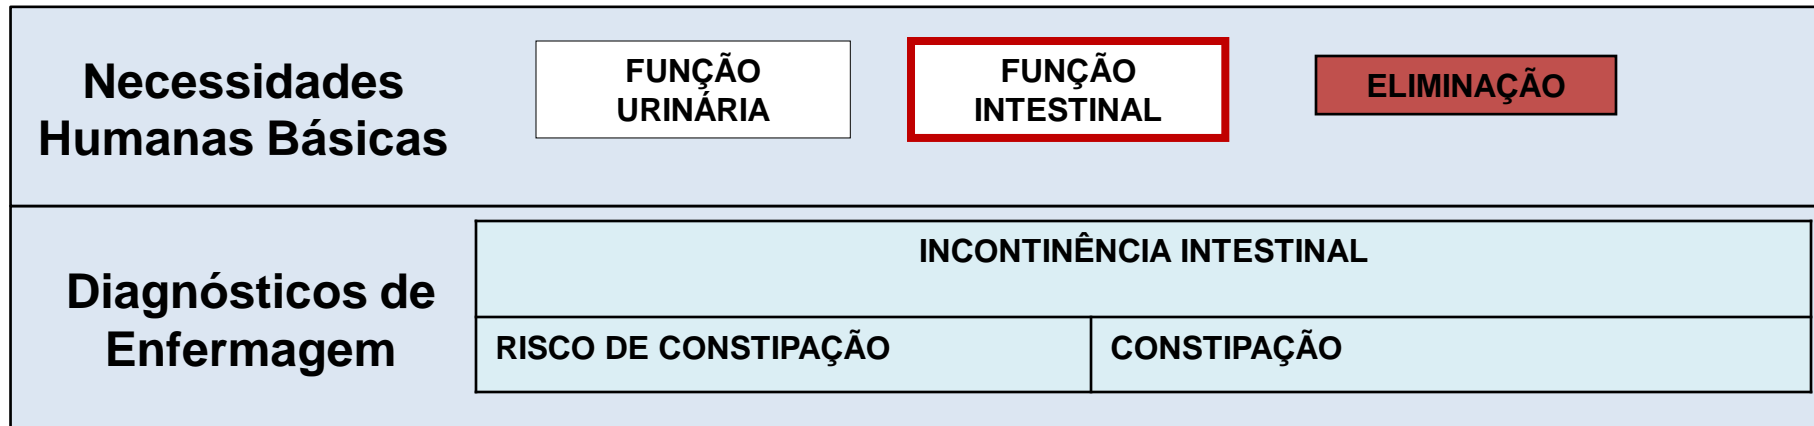 Necessidades
Humanas Básicas
FUNÇÃO
URINÁRIA
FUNÇÃO
INTESTINAL
ELIMINAÇÃO
Diagnósticos de
Enfermagem
INCONTINÊNCIA INTESTINAL
RISCO DE CONSTIPAÇÃO
CONSTIPAÇÃO